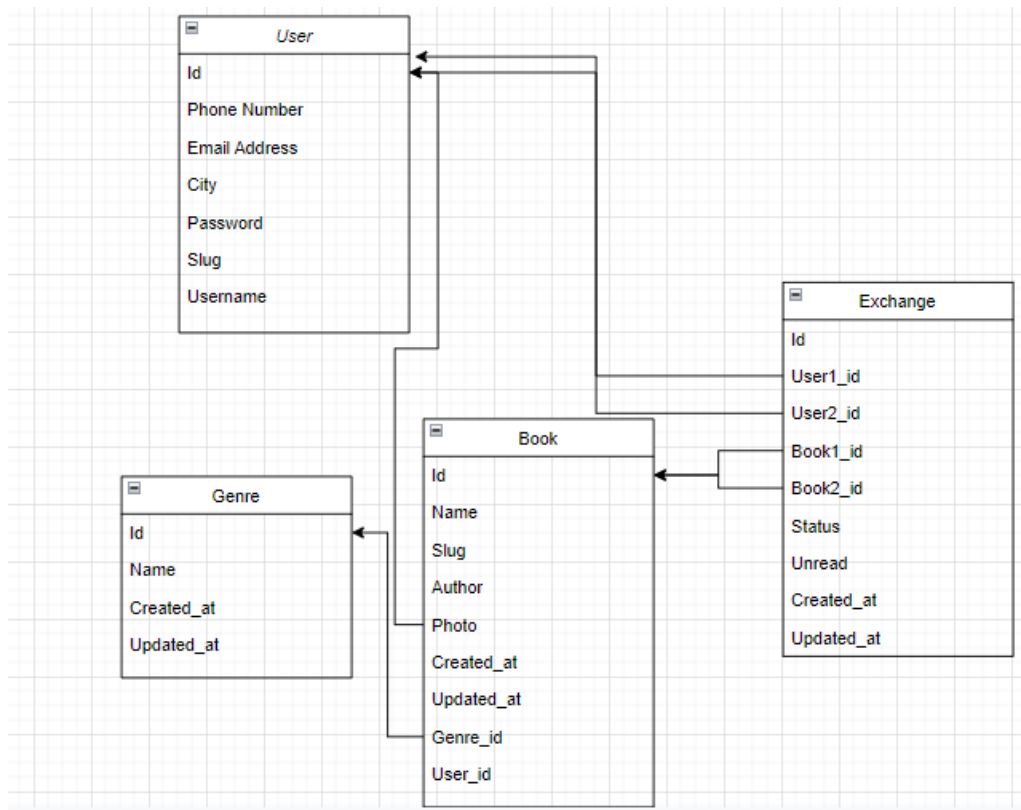 User
Id
Phone Number
Email Address
City
Password
Slug
Username
Exchange
Id
User1_id
User2_id
Book1_id
Book2_id
Status
Unread
Created_at
Updated_at
Book
Id
Name
Slug
Author
Photo
Created_at
Updated_at
Genre_id
User_id
Genre
Id
Name
Created_at
Updated_at